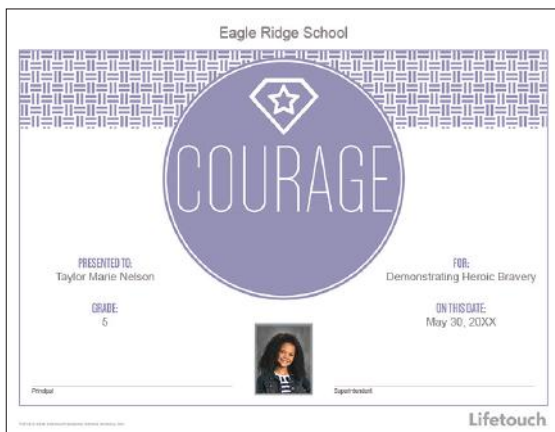 Eagle Ridge School
COURAGE
PRESENTED TO:
Taylor Marie Nelson
GRADE:
5
FOR:
Demonstrating Heroic Bravery
ON THIS DATE:
May 30, 20XX
Principal
Superintendent
Lifetouch